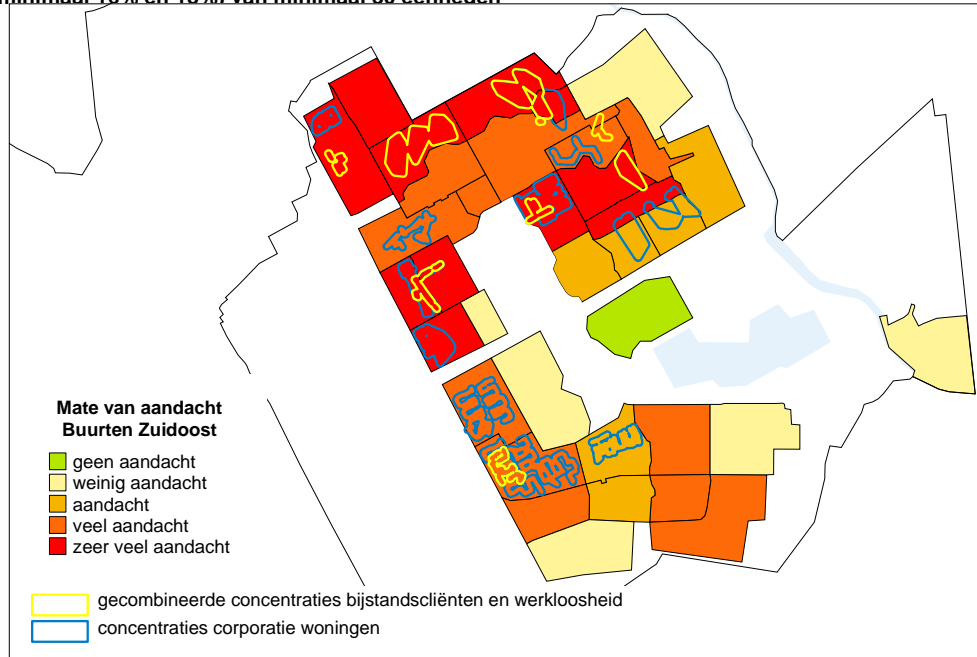 Mate van aandacht
Buurten Zuidoost
geen aandacht
weinig aandacht
aandacht
veel aandacht
zeer veel aandacht
gecombineerde concentraties bijstandscliënten en werkloosheid
concentraties corporatie woningen